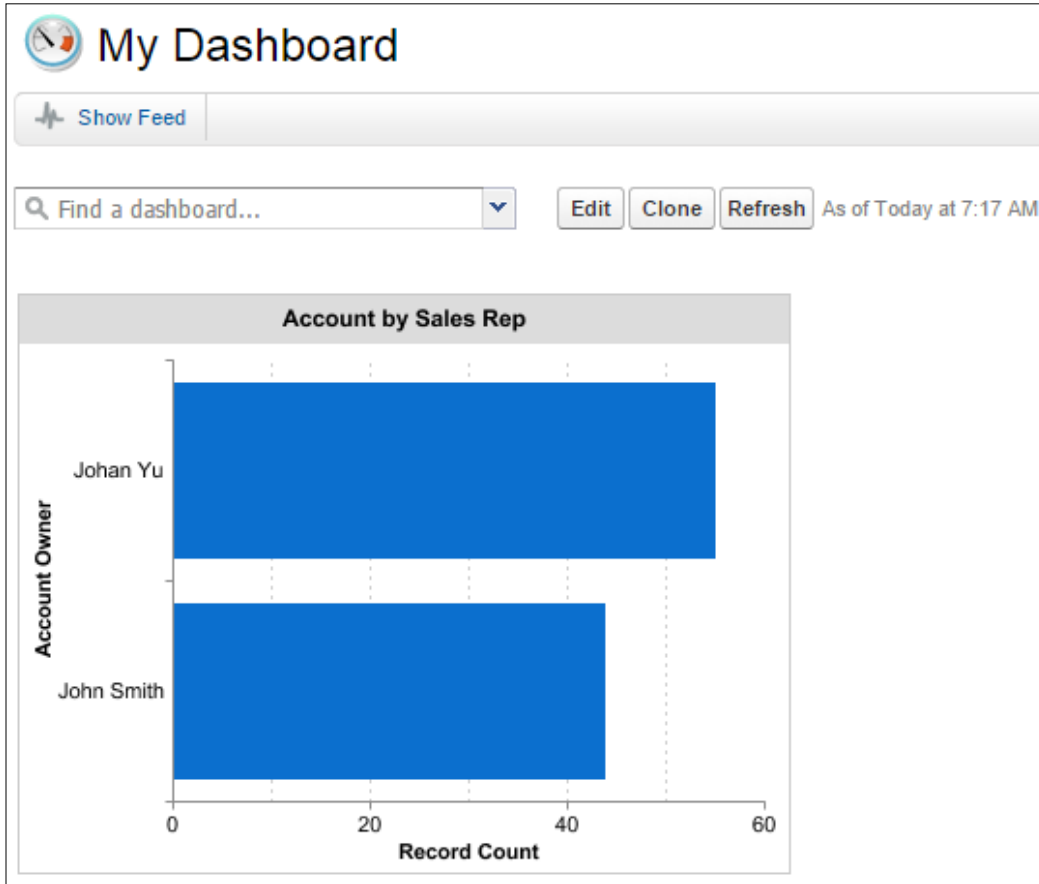 My Dashboard
Show Feed
Find a dashboard...
Edit Clone Refresh As of Today at 7:17 AM
Account by Sales Rep
Johan Yu
Account Owner
John Smith
0 20 40 60
Record Count